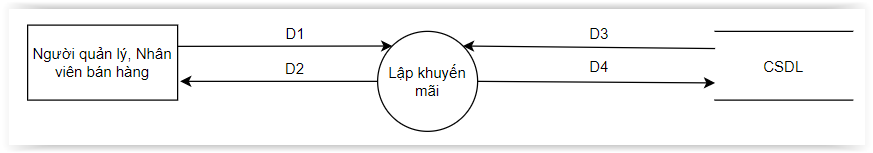 D1
D3
Người quản lý, Nhân
viên bán hàng
D2
Lập khuyến
mãi
D4
CSDL